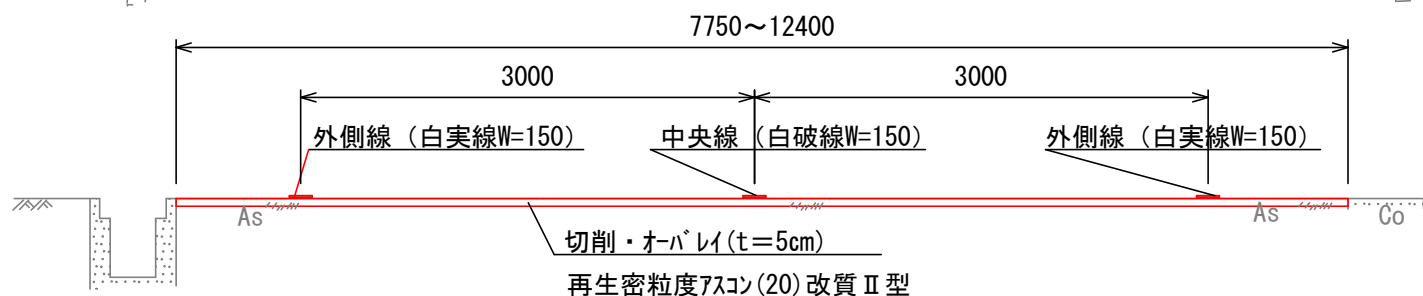 7750～12400
3000
3000
外側線（白実線W=150）
中央線（白破線W=150）
外側線（白実線W=150）
As
As
Co
切削・ｵｰﾊﾞﾚｲ(t＝5cm)
再生密粒度ｱｽｺﾝ(20)改質Ⅱ型